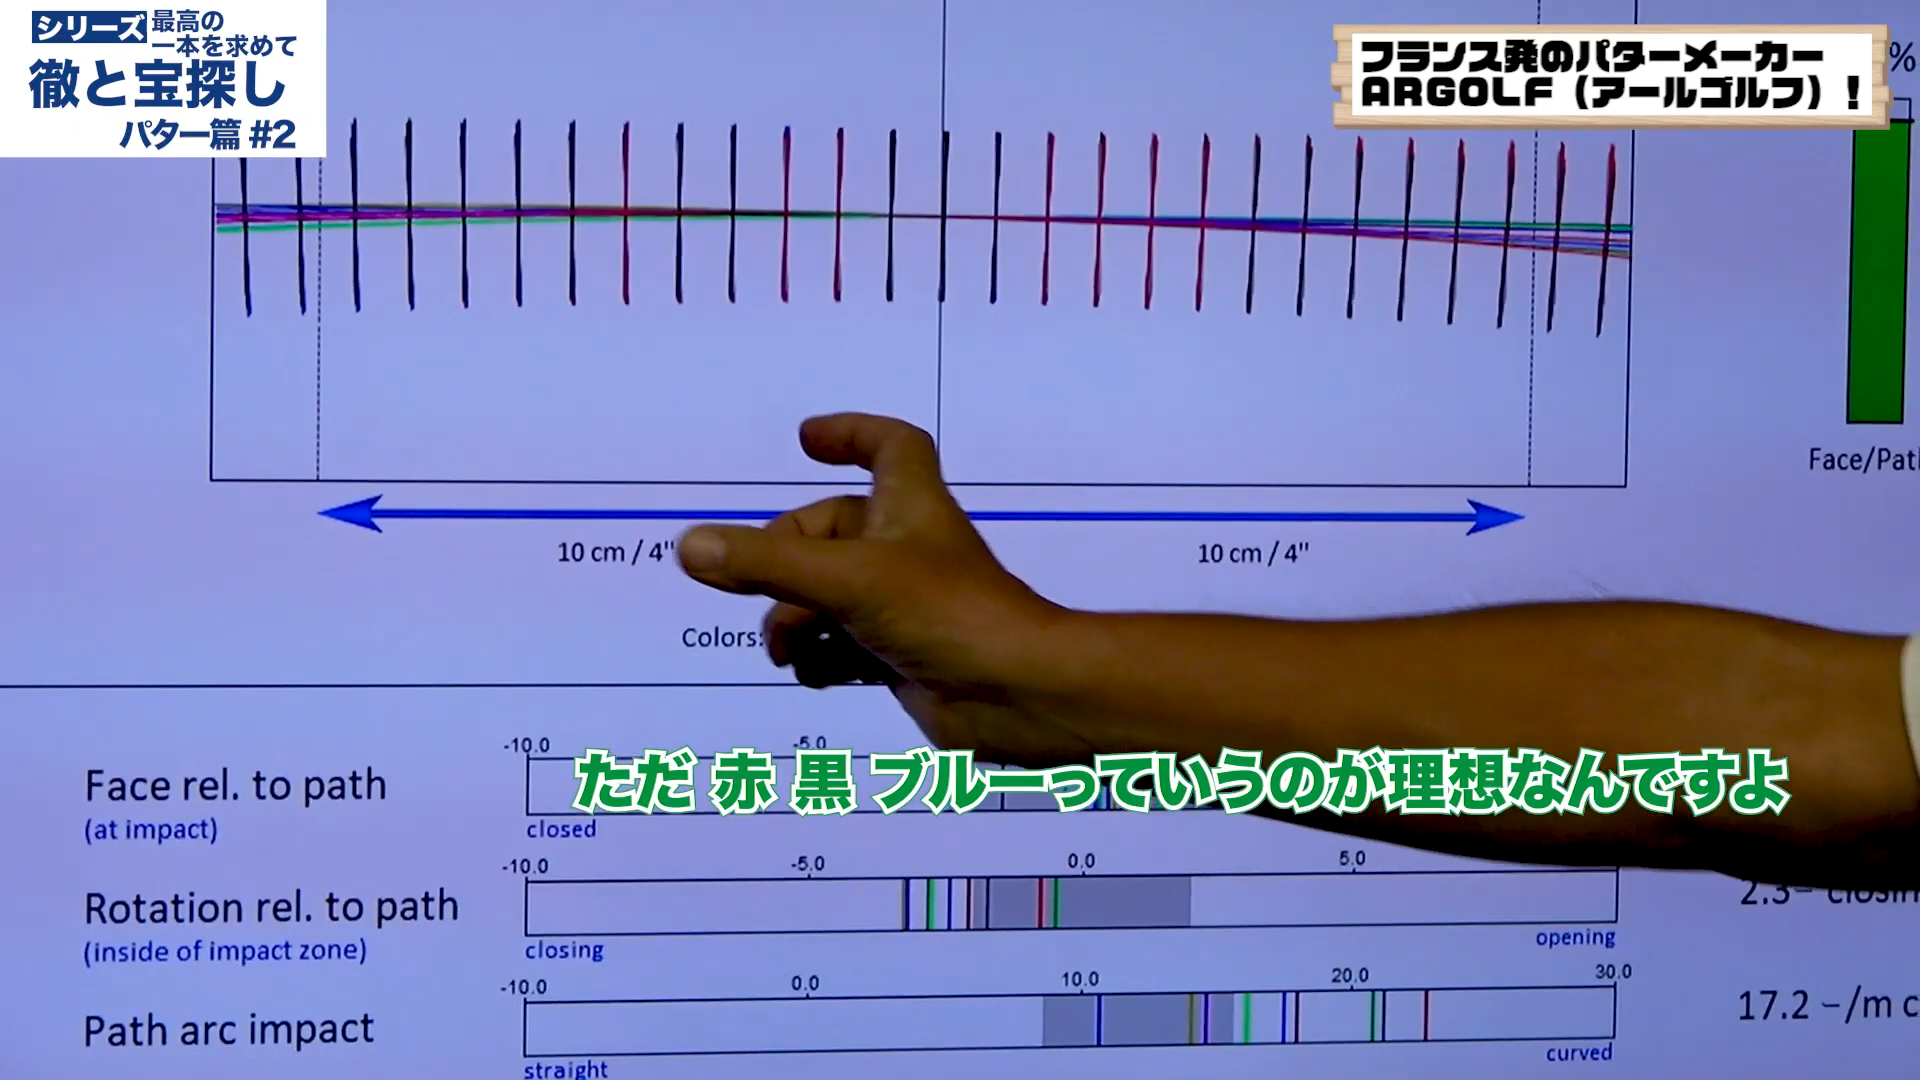 シリーズ 最高の
一本を求めて
徹と宝探し
パター篇 #2
フランス発のパターメーカー
ARGOLF（アールゴルフ）！
%
Face/Path
10 cm / 4"
10 cm / 4"
Colors:
-10.0 -5.0
Face rel. to path
(at impact)
closed
ただ 赤 黒 ブルーっていうのが理想なんですよ
-10.0 -5.0 0.0 5.0
Rotation rel. to path
(inside of impact zone)
closing
opening
-10.0 0.0 10.0 20.0 30.0
Path arc impact
17.2 –/m c
straight
curved